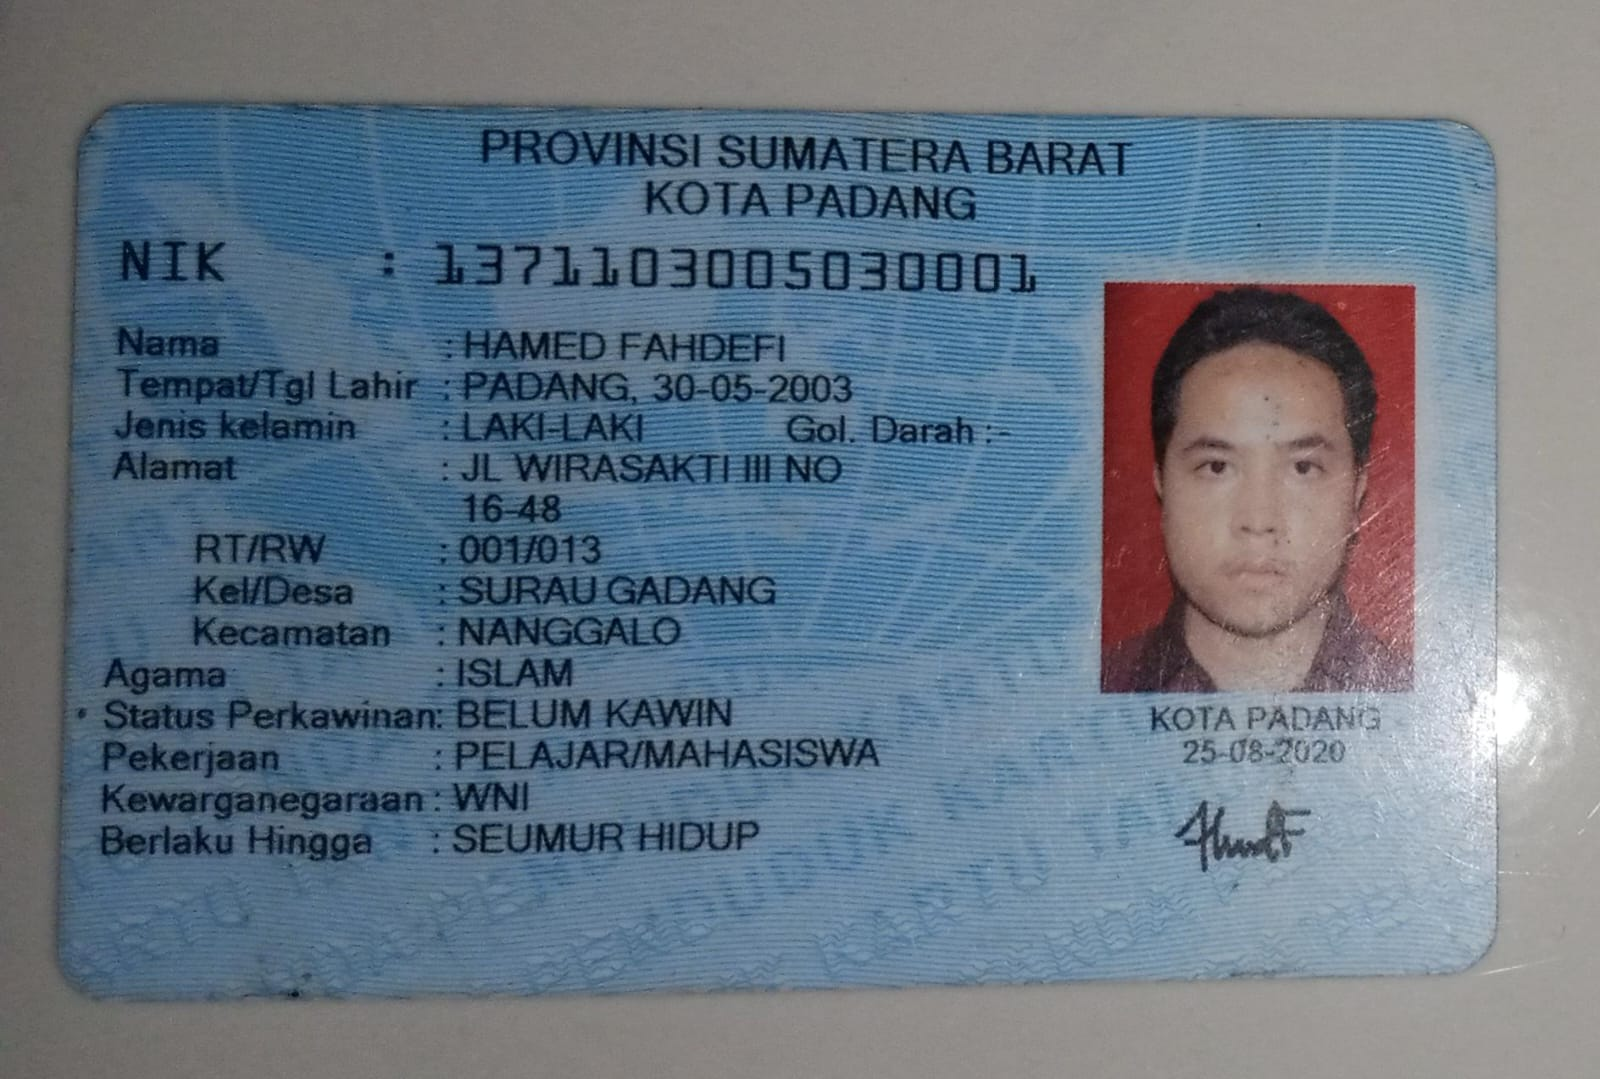 PROVINSI SUMATERA BARAT
KOTA PADANG
NIK : 1371103005030001
Nama : HAMED FAHDEFI
Tempat/Tgl Lahir : PADANG, 30-05-2003
Jenis kelamin : LAKI-LAKI Gol. Darah :-
Alamat : JL WIRASAKTI III NO
16-48
RT/RW : 001/013
Kel/Desa : SURAU GADANG
Kecamatan : NANGGALO
Agama : ISLAM
Status Perkawinan: BELUM KAWIN
Pekerjaan : PELAJAR/MAHASISWA
Kewarganegaraan : WNI
Berlaku Hingga : SEUMUR HIDUP
KOTA PADANG
25-08-2020